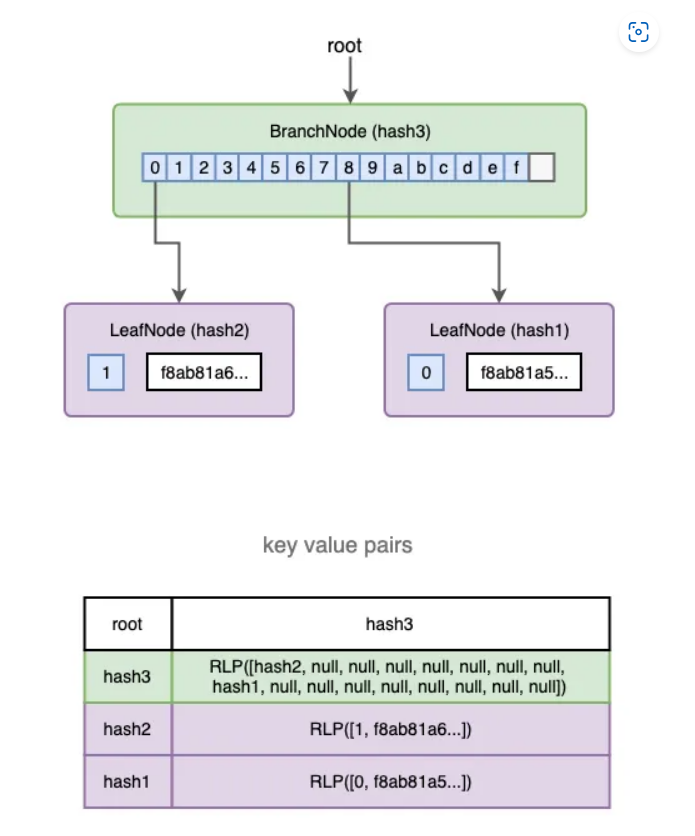 root
BranchNode (hash3)
0 1 2 3 4 5 6 7 8 9 a b c d e f
LeafNode (hash2)
1 f8ab81a6...
LeafNode (hash1)
0 f8ab81a5...
key value pairs
root hash3
hash3 RLP([hash2, null, null, null, null, null, null, null,
hash1, null, null, null, null, null, null, null, null])
hash2 RLP([1, f8ab81a6...])
hash1 RLP([0, f8ab81a5...])